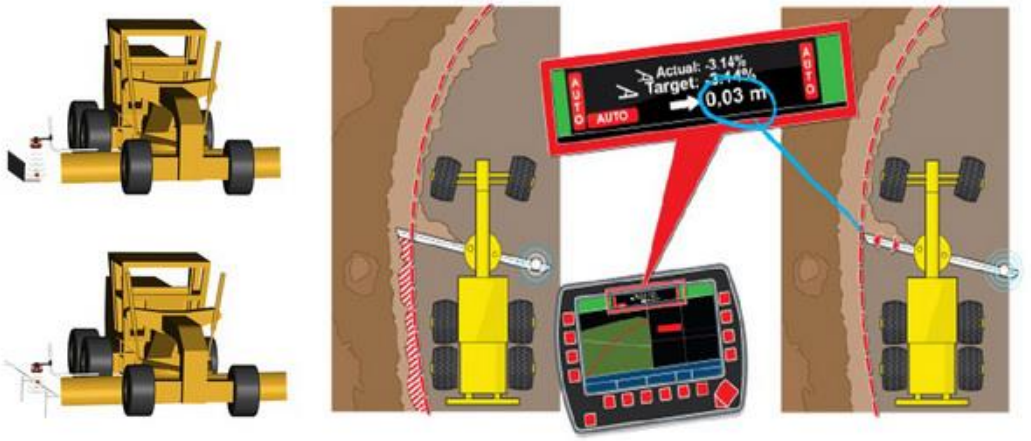 AUTO
Actual: -3.14%
Target: -3.14%
0,03 m
AUTO
AUTO